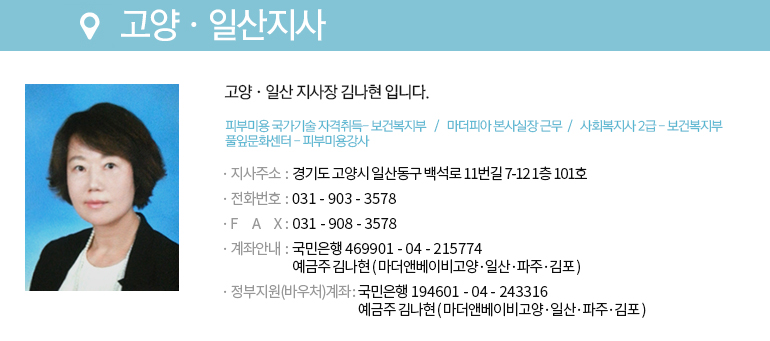 고양 · 일산지사
고양 · 일산 지사장 김나현 입니다.
피부미용 국가기술 자격취득- 보건복지부 / 마더피아 본사실장 근무 / 사회복지사 2급 - 보건복지부
풀잎문화센터 - 피부미용강사
· 지사주소 : 경기도 고양시 일산동구 백석로 11번길 7-12 1층 101호
· 전화번호 : 031 - 903 - 3578
· F A X : 031 - 908 - 3578
· 계좌안내 : 국민은행 469901 - 04 - 215774
예금주 김나현 ( 마더앤베이비고양·일산·파주·김포 )
· 정부지원(바우처)계좌 : 국민은행 194601 - 04 - 243316
예금주 김나현 ( 마더앤베이비고양·일산·파주·김포 )